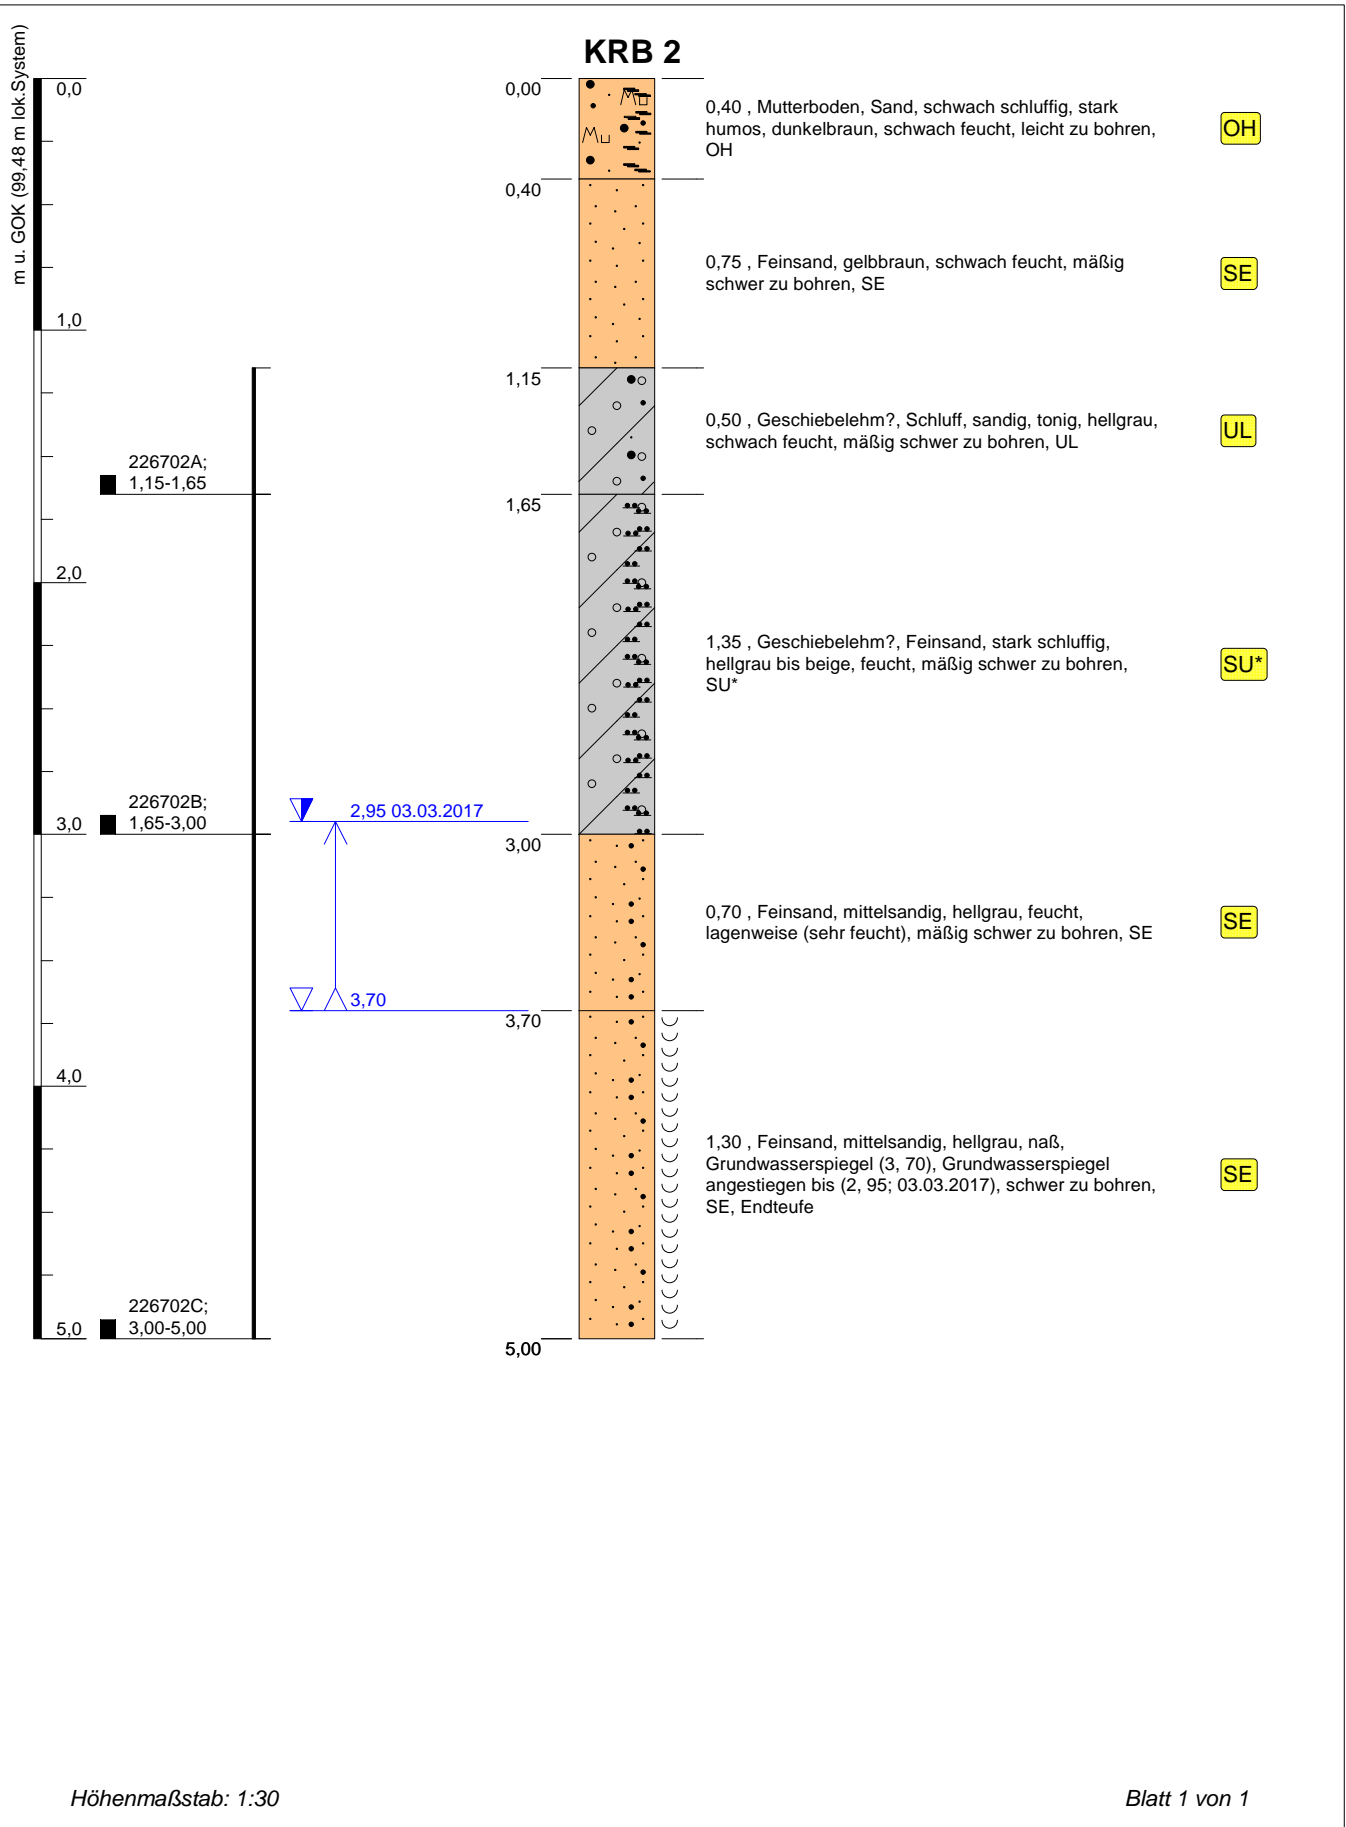 KRB 2
m u. GOK (99,48 m lok.System)
0,0
1,0
2,0
3,0
4,0
5,0
226702A;
1,15-1,65
226702B;
1,65-3,00
226702C;
3,00-5,00
2,95 03.03.2017
3,70
0,00
0,40
1,15
1,65
3,00
3,70
5,00
Mu
Mu
0,40 , Mutterboden, Sand, schwach schluffig, stark
humos, dunkelbraun, schwach feucht, leicht zu bohren,
OH
OH
0,75 , Feinsand, gelbbraun, schwach feucht, mäßig
schwer zu bohren, SE
SE
0,50 , Geschiebelehm?, Schluff, sandig, tonig, hellgrau,
schwach feucht, mäßig schwer zu bohren, UL
UL
1,35 , Geschiebelehm?, Feinsand, stark schluffig,
hellgrau bis beige, feucht, mäßig schwer zu bohren,
SU*
SU*
0,70 , Feinsand, mittelsandig, hellgrau, feucht,
lagenweise (sehr feucht), mäßig schwer zu bohren, SE
SE
1,30 , Feinsand, mittelsandig, hellgrau, naß,
Grundwasserspiegel (3, 70), Grundwasserspiegel
angestiegen bis (2, 95; 03.03.2017), schwer zu bohren,
SE, Endteufe
SE
Höhenmaßstab: 1:30
Blatt 1 von 1